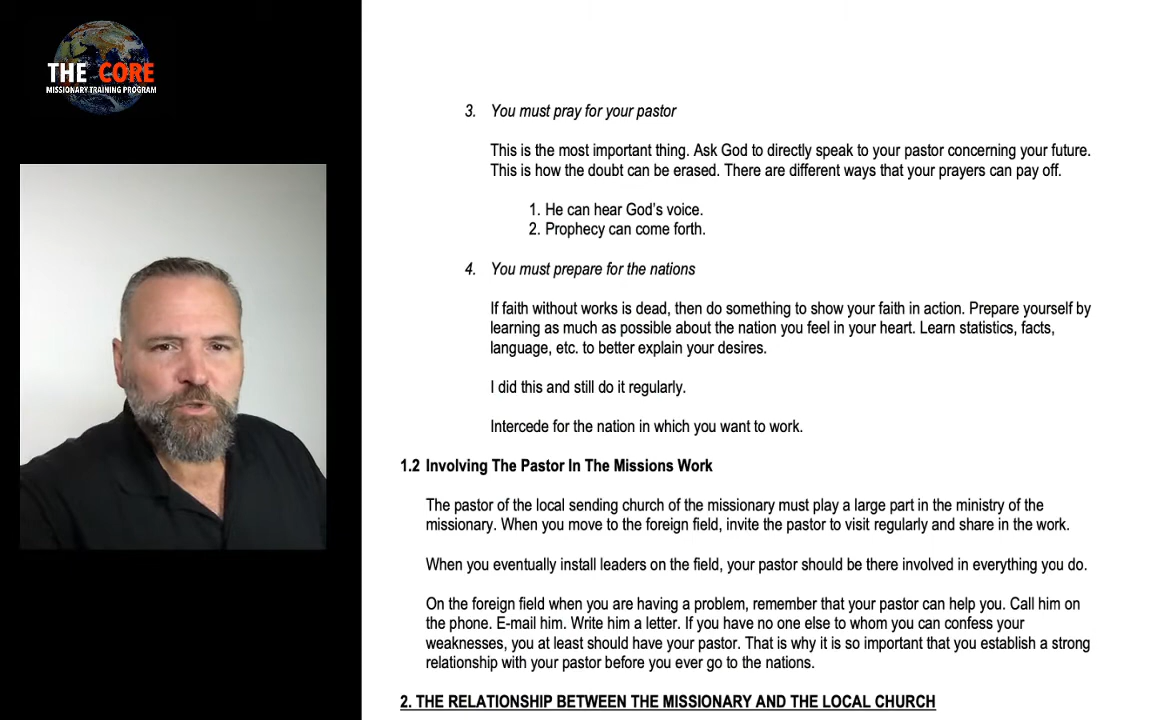 THE CORE
MISSIONARY TRAINING PROGRAM
3. You must pray for your pastor
This is the most important thing. Ask God to directly speak to your pastor concerning your future.
This is how the doubt can be erased. There are different ways that your prayers can pay off.
1. He can hear God's voice.
2. Prophecy can come forth.
4. You must prepare for the nations
If faith without works is dead, then do something to show your faith in action. Prepare yourself by
learning as much as possible about the nation you feel in your heart. Learn statistics, facts,
language, etc. to better explain your desires.
I did this and still do it regularly.
Intercede for the nation in which you want to work.
1.2 Involving The Pastor In The Missions Work
The pastor of the local sending church of the missionary must play a large part in the ministry of the
missionary. When you move to the foreign field, invite the pastor to visit regularly and share in the work.
When you eventually install leaders on the field, your pastor should be there involved in everything you do.
On the foreign field when you are having a problem, remember that your pastor can help you. Call him on
the phone. E-mail him. Write him a letter. If you have no one else to whom you can confess your
weaknesses, you at least should have your pastor. That is why it is so important that you establish a strong
relationship with your pastor before you ever go to the nations.
2. THE RELATIONSHIP BETWEEN THE MISSIONARY AND THE LOCAL CHURCH